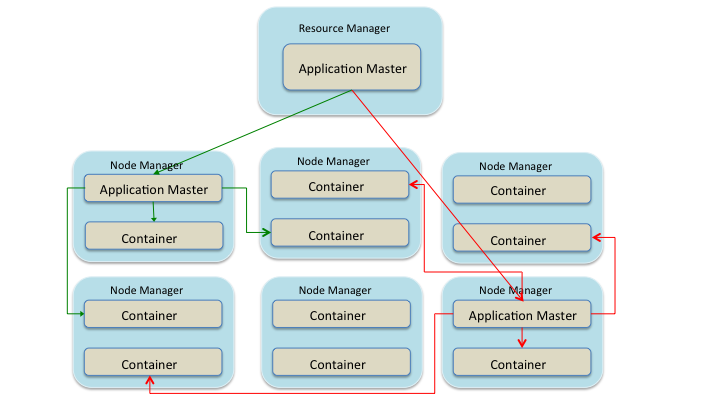 Resource Manager
Application Master
Node Manager
Application Master
Container
Node Manager
Container
Container
Node Manager
Container
Container
Node Manager
Container
Container
Node Manager
Container
Container
Node Manager
Application Master
Container